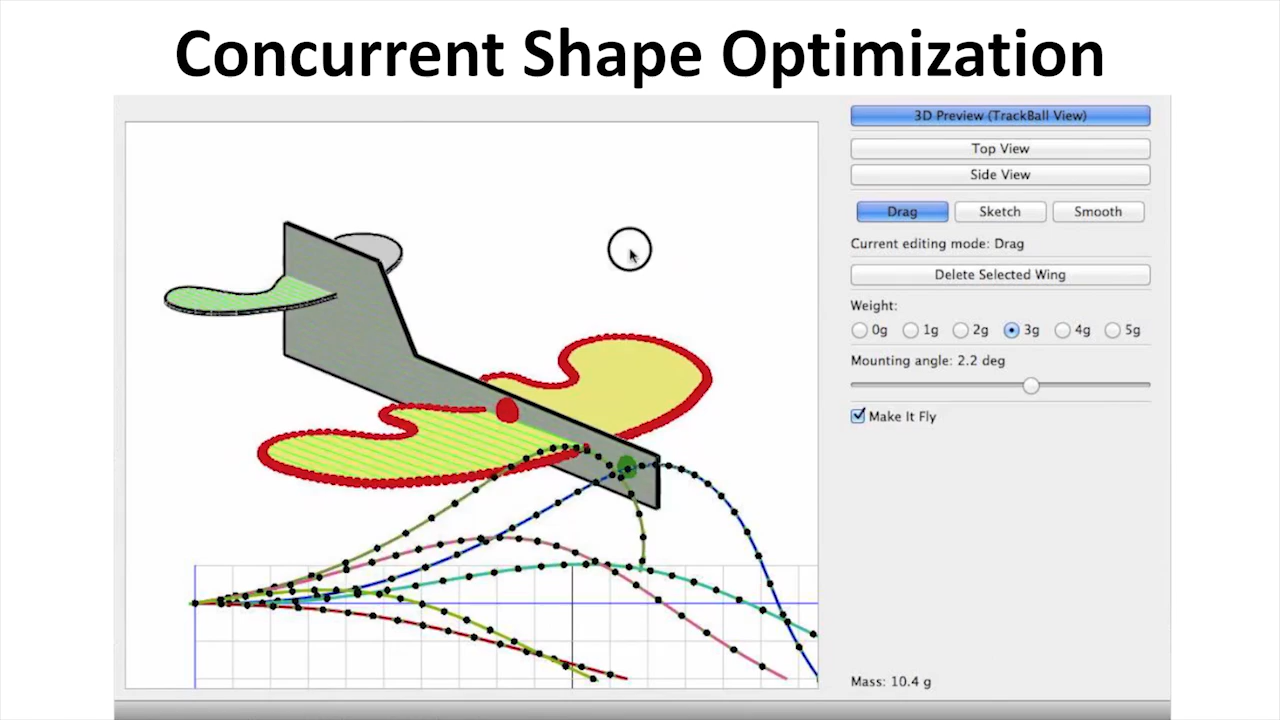 Concurrent Shape Optimization
3D Preview (TrackBall View)
Top View
Side View
Drag Sketch Smooth
Current editing mode: Drag
Delete Selected Wing
Weight:
0g 1g 2g 3g 4g 5g
Mounting angle: 2.2 deg
Make It Fly
Mass: 10.4 g